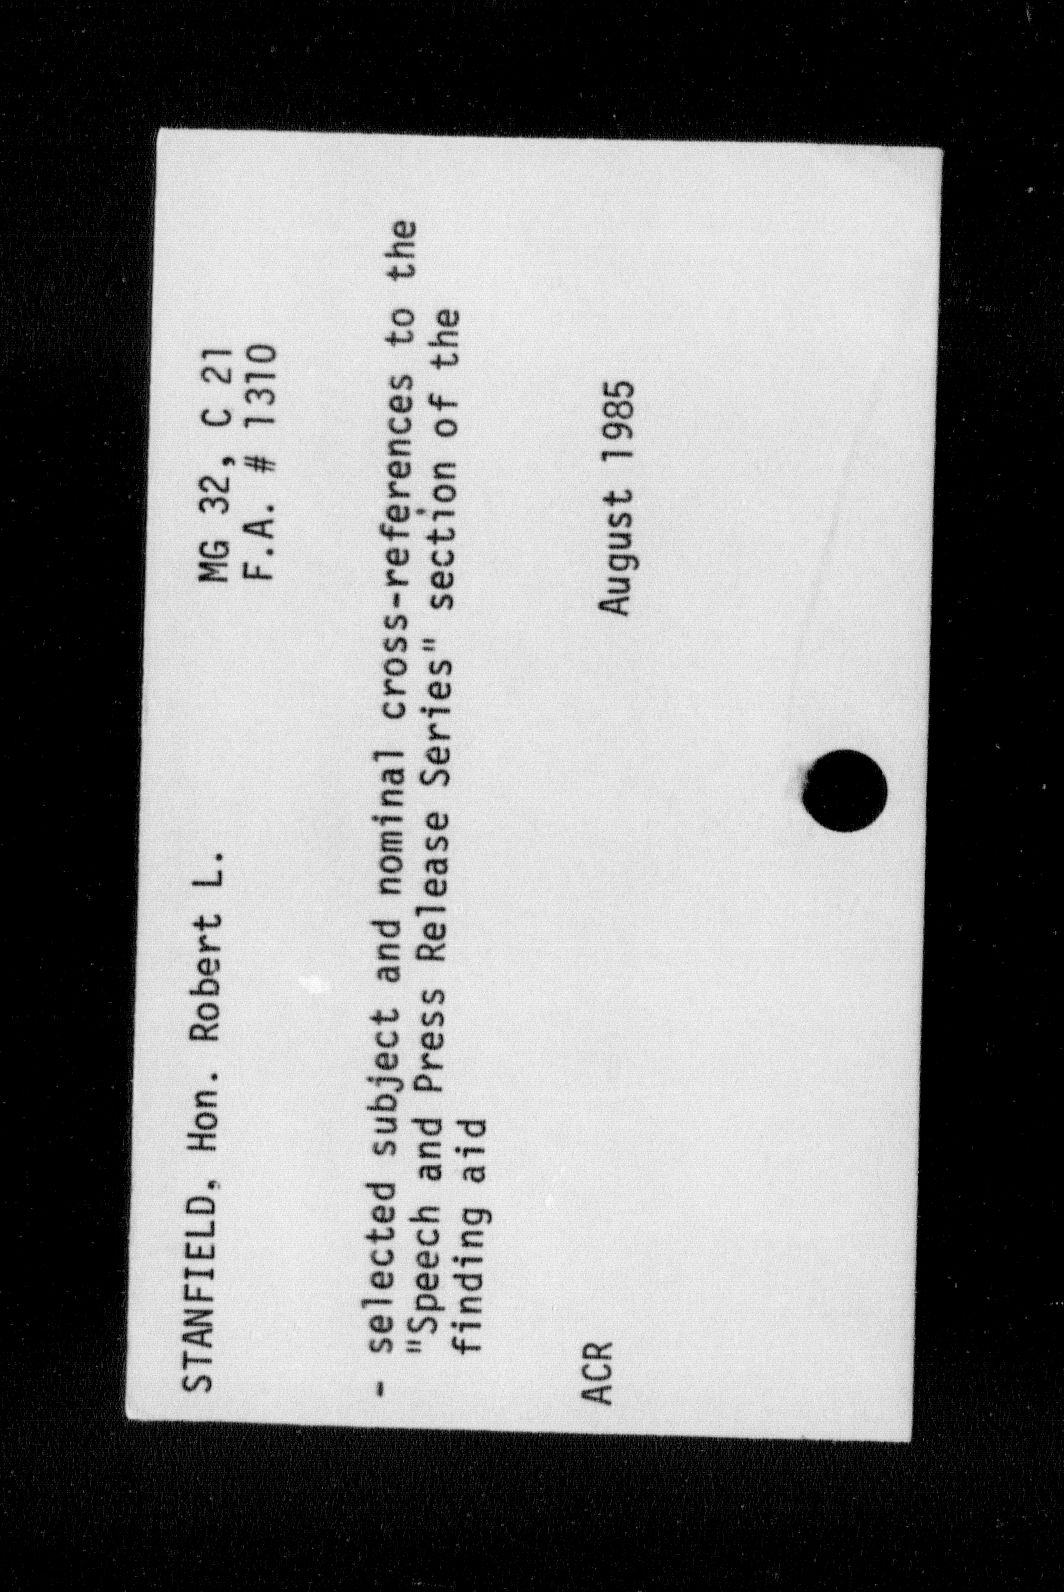 STANFIELD, Hon. Robert L. MG 32, C 21
F.A. # 1310
- selected subject and nominal cross-references to the
"Speech and Press Release Series" section of the
finding aid
ACR August 1985